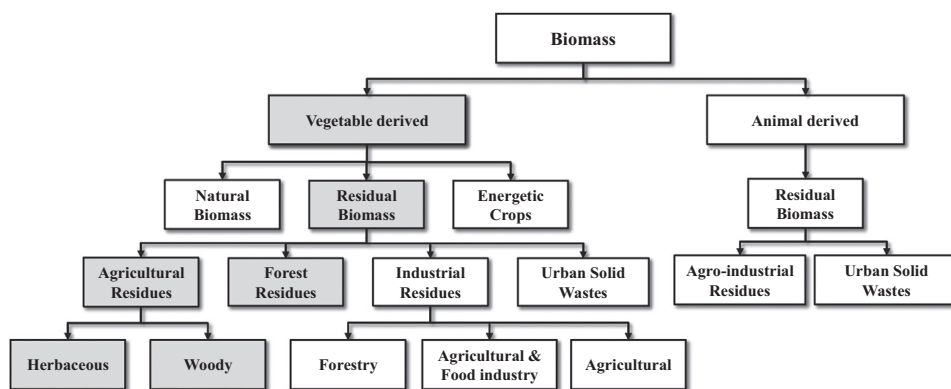 Biomass
Vegetable derived
Animal derived
Natural
Biomass
Residual
Biomass
Energetic
Crops
Residual
Biomass
Agricultural
Residues
Forest
Residues
Industrial
Residues
Urban Solid
Wastes
Agro-industrial
Residues
Urban Solid
Wastes
Herbaceous
Woody
Forestry
Agricultural &
Food industry
Agricultural